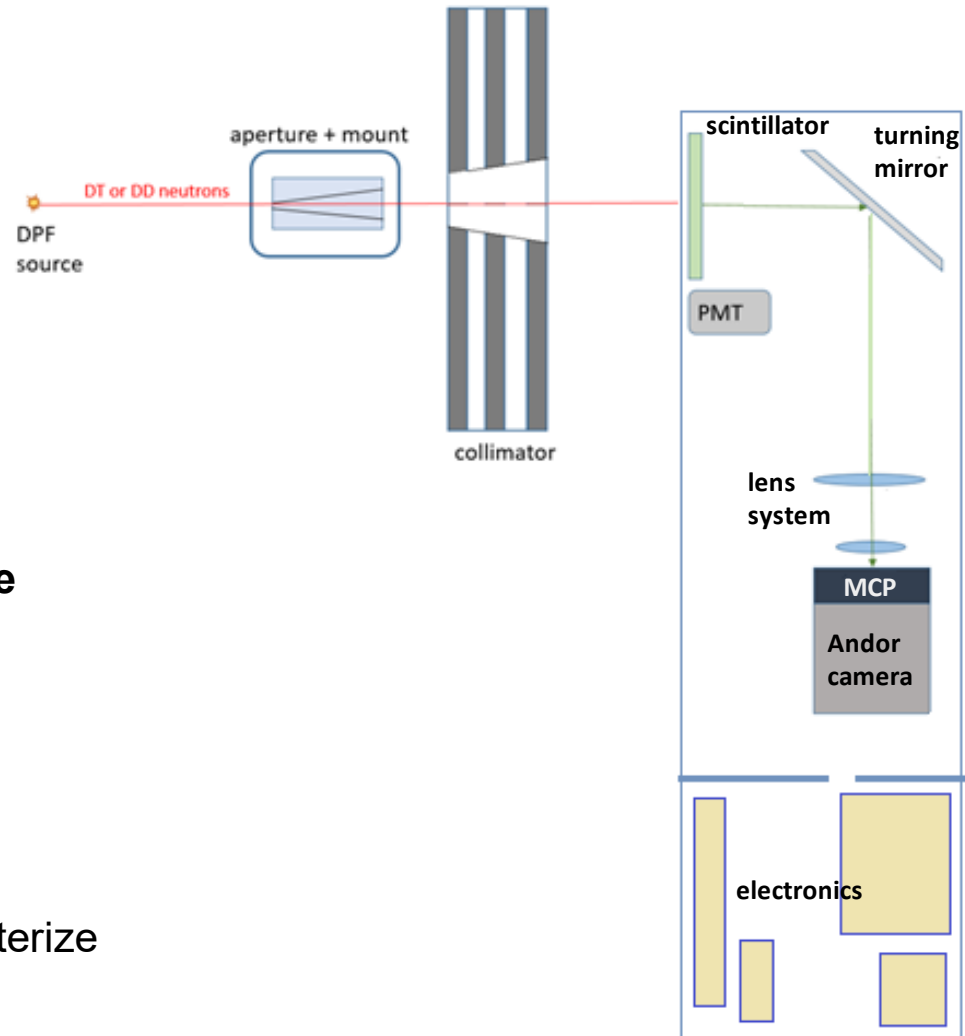 aperture + mount
DT or DD neutrons
DPF
source
collimator
scintillator
turning
mirror
PMT
lens
system
MCP
Andor
camera
electronics
e
terize